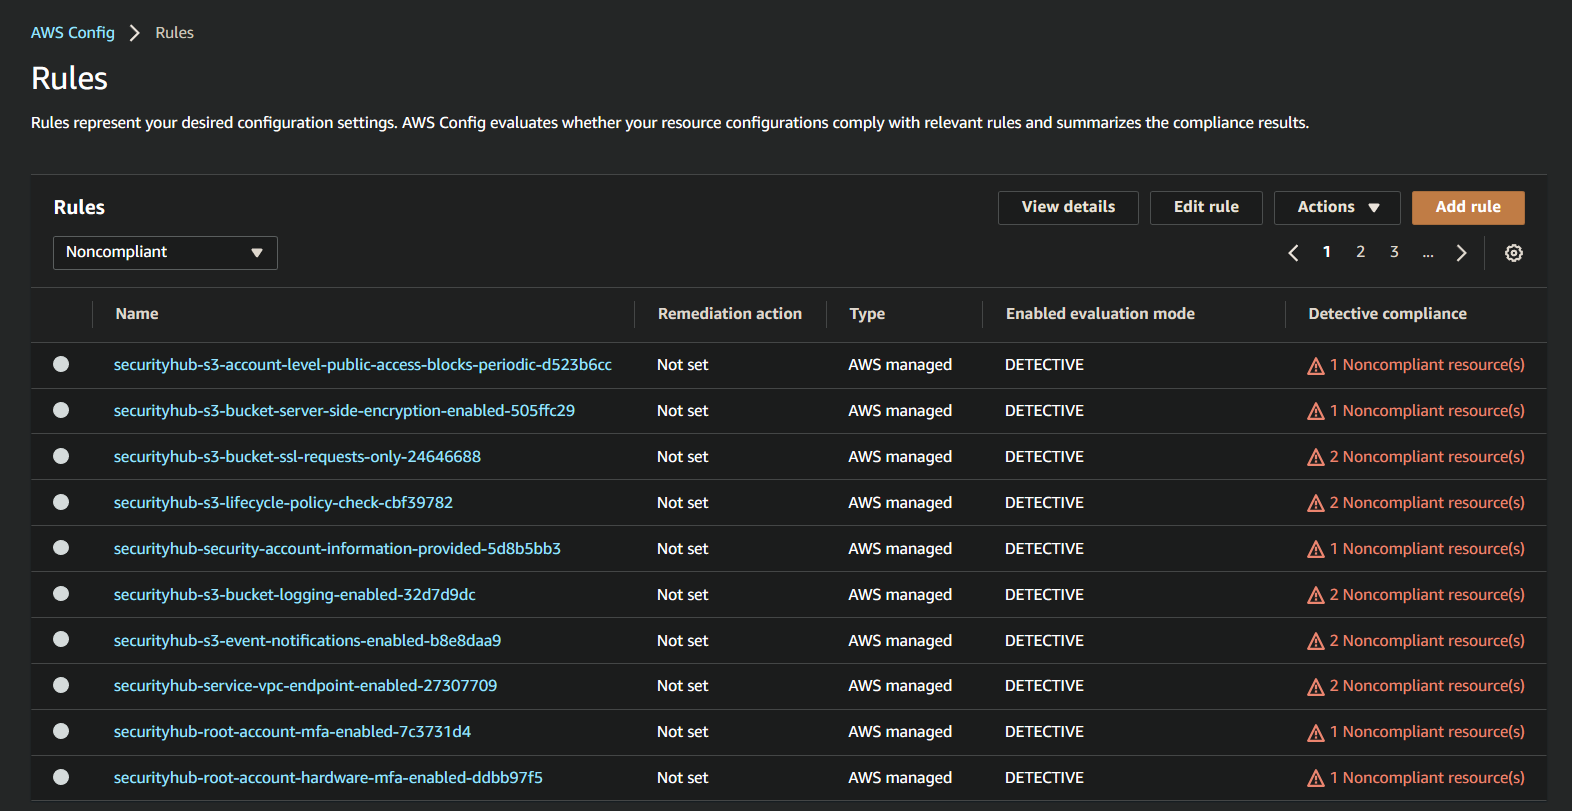 AWS Config > Rules
Rules
Rules represent your desired configuration settings. AWS Config evaluates whether your resource configurations comply with relevant rules and summarizes the compliance results.
Rules
View details Edit rule Actions Add rule
Noncompliant
1 2 3 ...
Name Remediation action Type Enabled evaluation mode Detective compliance
securityhub-s3-account-level-public-access-blocks-periodic-d523b6cc Not set AWS managed DETECTIVE 1 Noncompliant resource(s)
securityhub-s3-bucket-server-side-encryption-enabled-505ffc29 Not set AWS managed DETECTIVE 1 Noncompliant resource(s)
securityhub-s3-bucket-ssl-requests-only-24646688 Not set AWS managed DETECTIVE 2 Noncompliant resource(s)
securityhub-s3-lifecycle-policy-check-cbf39782 Not set AWS managed DETECTIVE 2 Noncompliant resource(s)
securityhub-security-account-information-provided-5d8b5bb3 Not set AWS managed DETECTIVE 1 Noncompliant resource(s)
securityhub-s3-bucket-logging-enabled-32d7d9dc Not set AWS managed DETECTIVE 2 Noncompliant resource(s)
securityhub-s3-event-notifications-enabled-b8e8daa9 Not set AWS managed DETECTIVE 2 Noncompliant resource(s)
securityhub-service-vpc-endpoint-enabled-27307709 Not set AWS managed DETECTIVE 2 Noncompliant resource(s)
securityhub-root-account-mfa-enabled-7c3731d4 Not set AWS managed DETECTIVE 1 Noncompliant resource(s)
securityhub-root-account-hardware-mfa-enabled-ddbb97f5 Not set AWS managed DETECTIVE 1 Noncompliant resource(s)